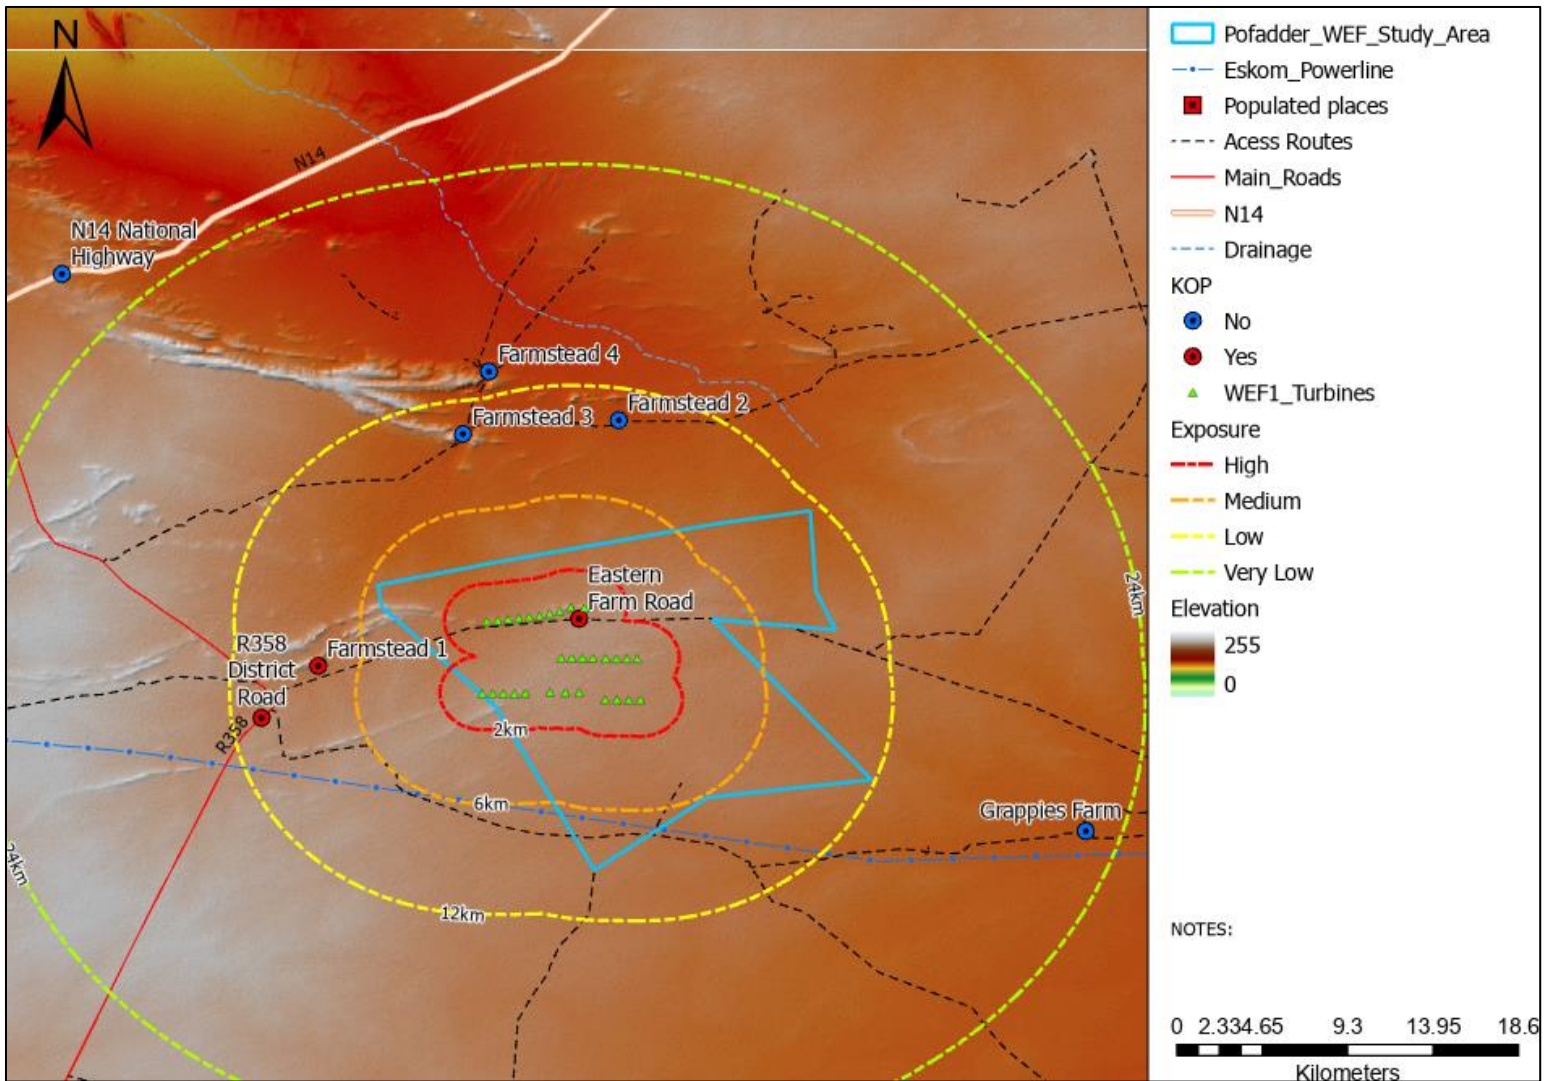 N
N14
N14 National
Highway
Farmstead 4
Farmstead 3
Farmstead 2
Eastern
Farm Road
24km
R358
District
Road
Farmstead 1
R358
2km
6km
Grappies Farm
24km
12km
Pofadder_WEF_Study_Area
Eskom_Powerline
Populated places
Acess Routes
Main_Roads
N14
Drainage
KOP
No
Yes
WEF1_Turbines
Exposure
High
Medium
Low
Very Low
Elevation
255
0
NOTES:
0 2.334.65 9.3 13.95 18.6
Kilometers